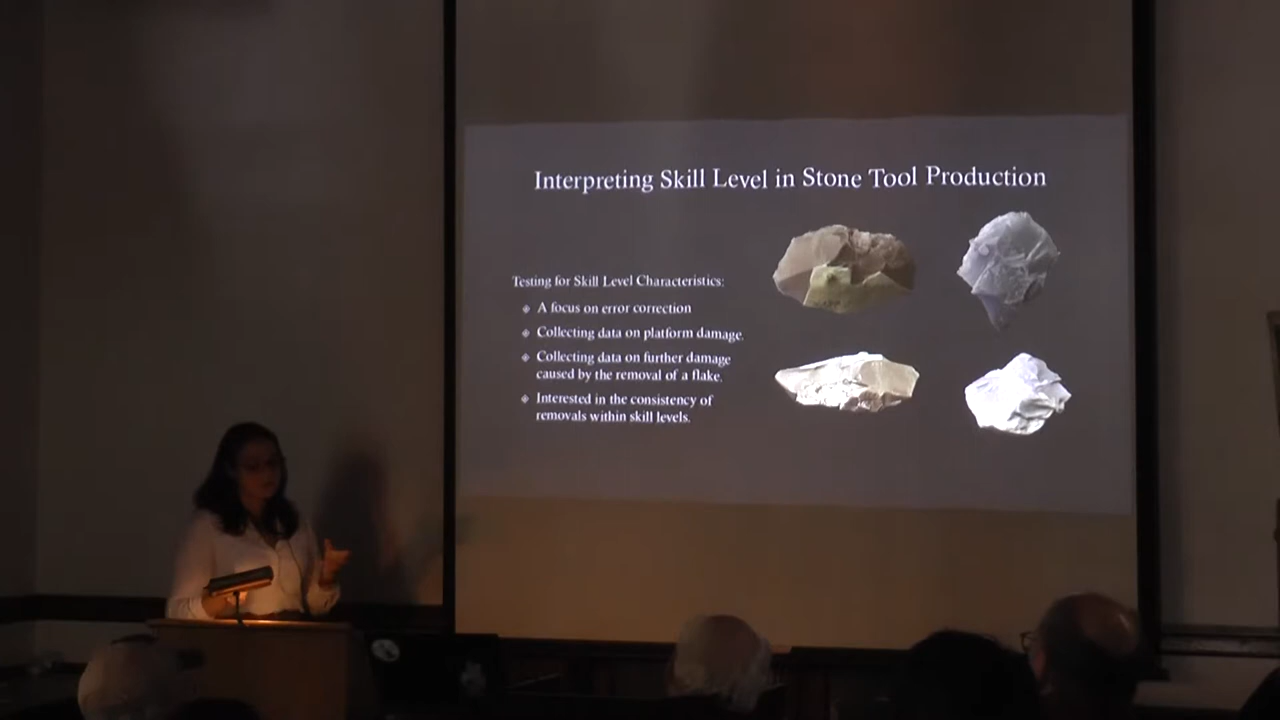 Interpreting Skill Level in Stone Tool Production
Testing for Skill Level Characteristics:
A focus on error correction
Collecting data on platform damage.
Collecting data on further damage
caused by the removal of a flake.
Interested in the consistency of
removals within skill levels.